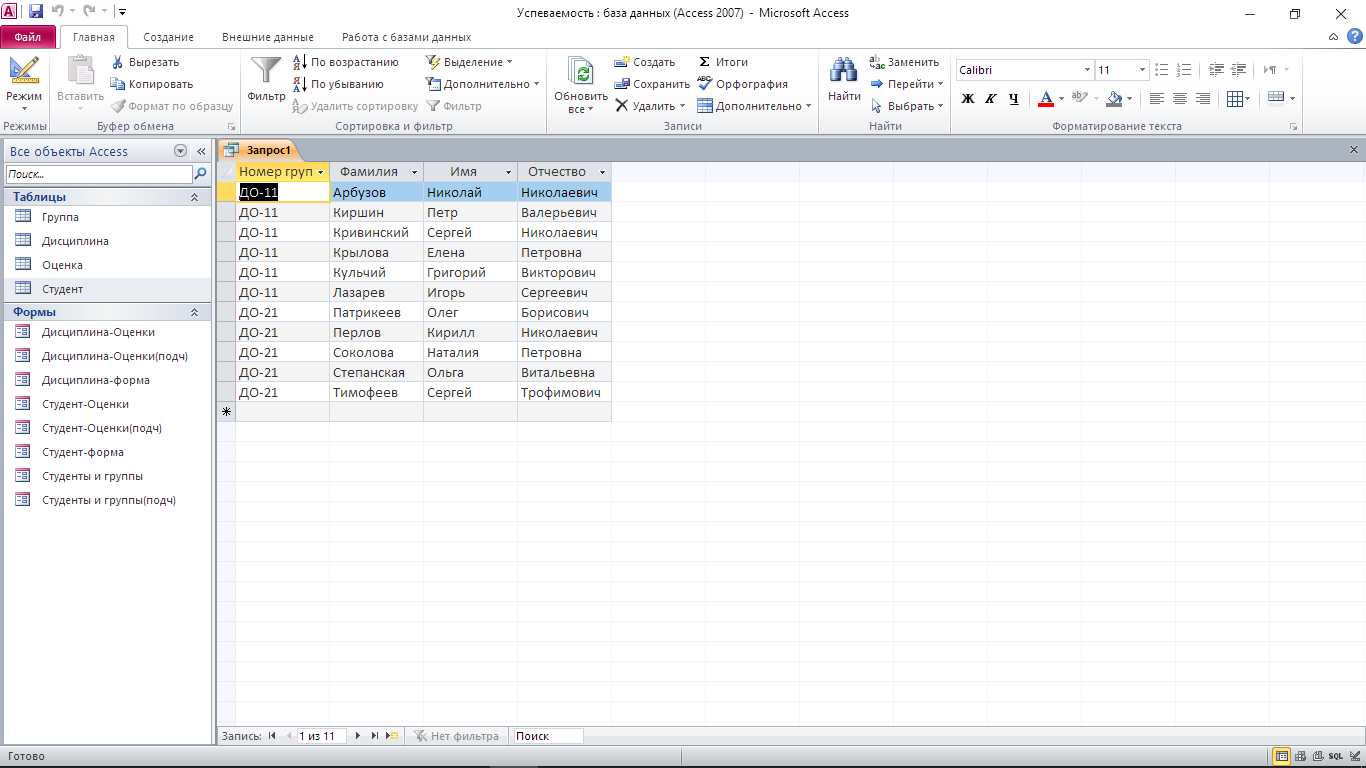 Успеваемость : база данных (Access 2007) - Microsoft Access
Файл Главная Создание Внешние данные Работа с базами данных
Режим
Режимы
Вставить
Вырезать
Копировать
Формат по образцу
Буфер обмена
Фильтр
По возрастанию
По убыванию
Удалить сортировку
Выделение
Дополнительно
Фильтр
Сортировка и фильтр
Обновить
все
Создать
Сохранить
Удалить
Итоги
Орфография
Дополнительно
Записи
Найти
Заменить
Перейти
Выбрать
Найти
Calibri 11
Ж К Ч А ab
Форматирование текста
Все объекты Access
Поиск...
Таблицы
Группа
Дисциплина
Оценка
Студент
Формы
Дисциплина-Оценки
Дисциплина-Оценки(подч)
Дисциплина-форма
Студент-Оценки
Студент-Оценки(подч)
Студент-форма
Студенты и группы
Студенты и группы(подч)
Запрос1
Номер груп Фамилия Имя Отчество
ДО-11 Арбузов Николай Николаевич
ДО-11 Киршин Петр Валерьевич
ДО-11 Кривинский Сергей Николаевич
ДО-11 Крылова Елена Петровна
ДО-11 Кульчий Григорий Викторович
ДО-11 Лазарев Игорь Сергеевич
ДО-21 Патрикеев Олег Борисович
ДО-21 Перлов Кирилл Николаевич
ДО-21 Соколова Наталия Петровна
ДО-21 Степанская Ольга Витальевна
ДО-21 Тимофеев Сергей Трофимович
Запись: 1 из 11 Нет фильтра Поиск
Готово SQL